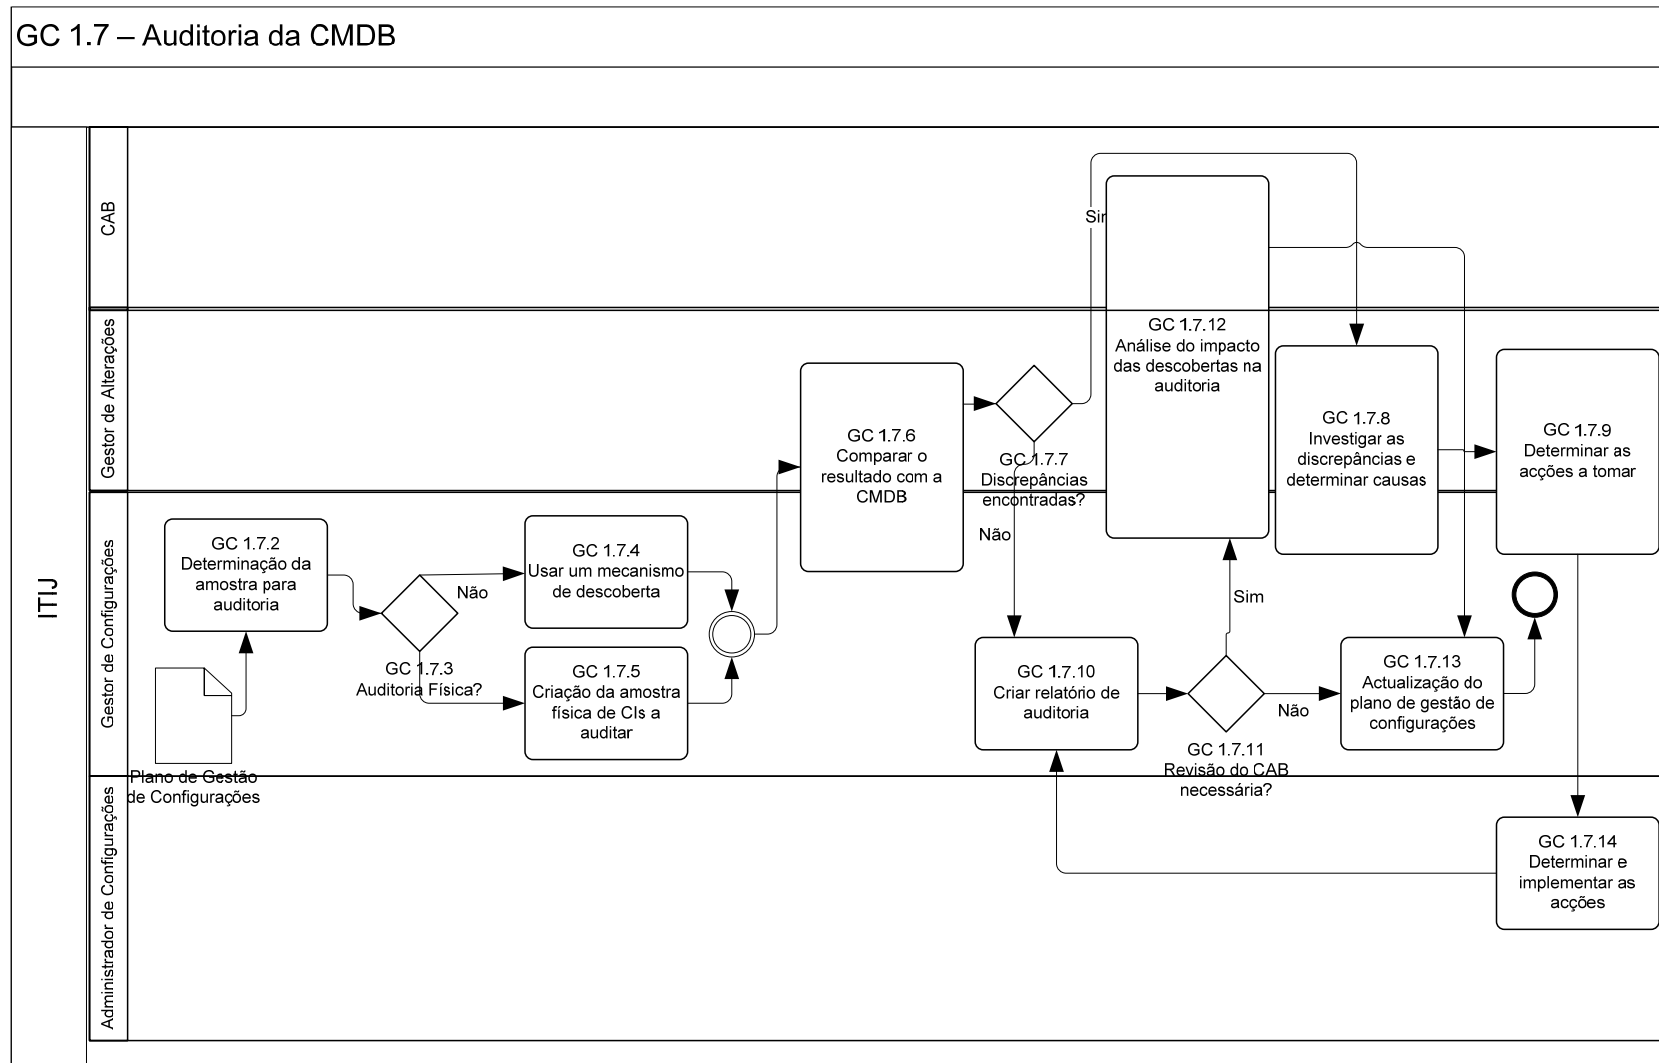 GC 1.7 – Auditoria da CMDB
ITIJ
CAB
Gestor de Alterações
Gestor de Configurações
Administrador de Configurações
GC 1.7.2
Determinação da
amostra para
auditoria
Plano de Gestão
de Configurações
GC 1.7.3
Auditoria Física?
Não
GC 1.7.4
Usar um mecanismo
de descoberta
GC 1.7.5
Criação da amostra
física de CIs a
auditar
GC 1.7.6
Comparar o
resultado com a
CMDB
GC 1.7.7
Discrepâncias
encontradas?
Sim
Não
GC 1.7.12
Análise do impacto
das descobertas na
auditoria
GC 1.7.8
Investigar as
discrepâncias e
determinar causas
GC 1.7.9
Determinar as
acções a tomar
GC 1.7.10
Criar relatório de
auditoria
Sim
GC 1.7.11
Revisão do CAB
necessária?
Não
GC 1.7.13
Actualização do
plano de gestão de
configurações
GC 1.7.14
Determinar e
implementar as
acções